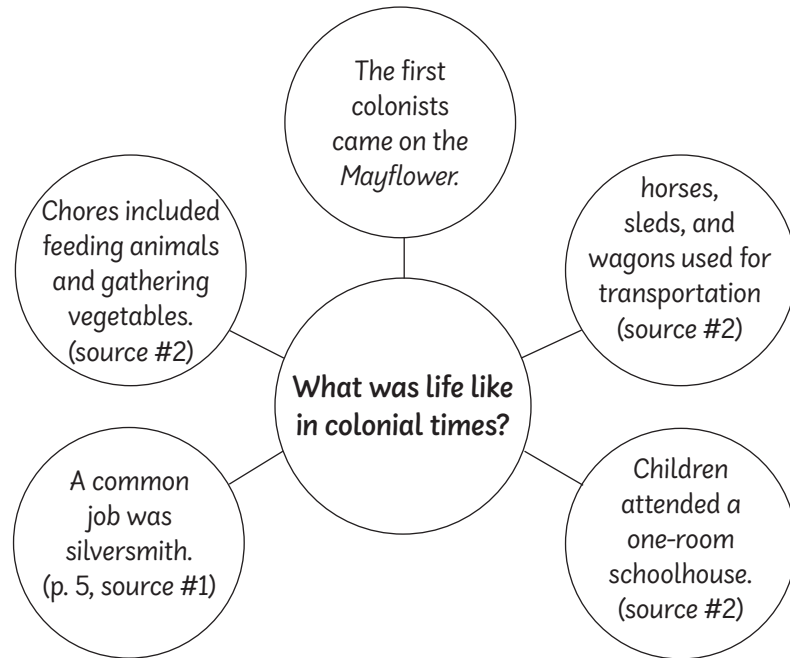 The first
colonists
came on the
Mayflower.
Chores included
feeding animals
and gathering
vegetables.
(source #2)
horses,
sleds, and
wagons used for
transportation
(source #2)
What was life like
in colonial times?
A common
job was
silversmith.
(p. 5, source #1)
Children
attended a
one-room
schoolhouse.
(source #2)